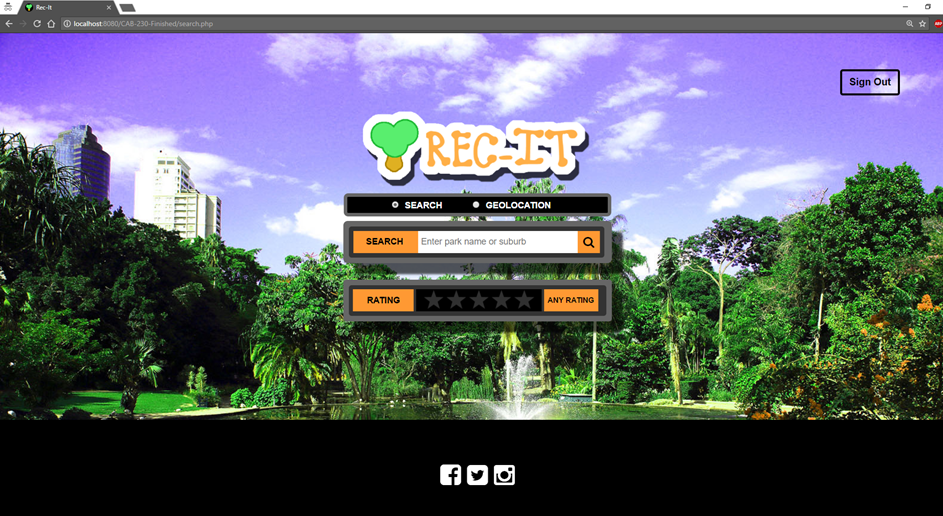 Rec-It
localhost:8080/CAB-230-Finished/search.php
ABP
Sign Out
REC-IT
SEARCH GEOLOCATION
SEARCH Enter park name or suburb
RATING ANY RATING